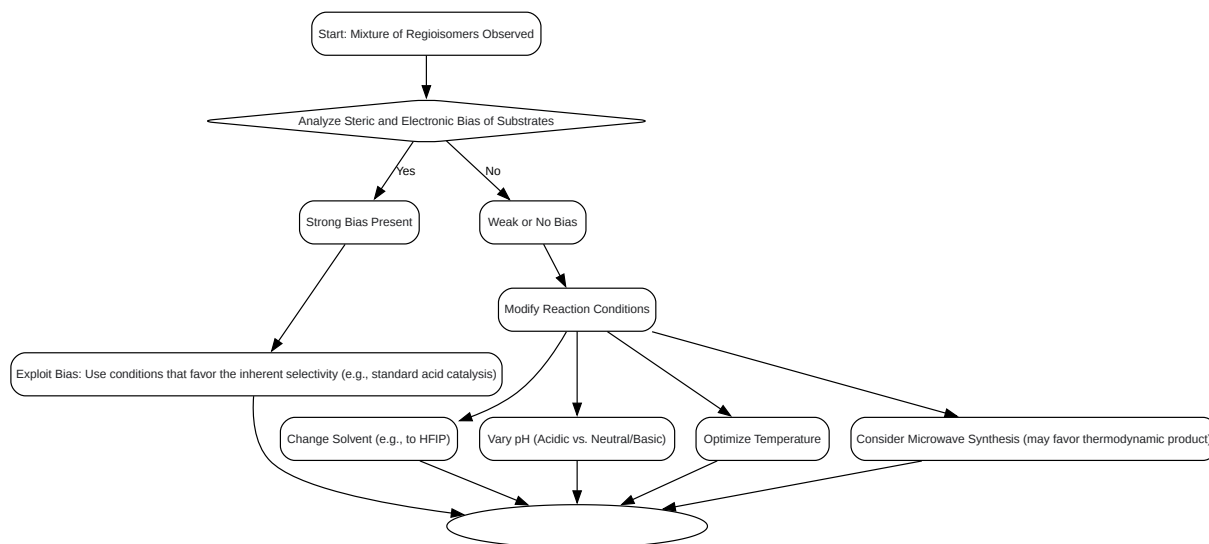 Start: Mixture of Regioisomers Observed
Analyze Steric and Electronic Bias of Substrates
Yes
No
Strong Bias Present
Weak or No Bias
Modify Reaction Conditions
Exploit Bias: Use conditions that favor the inherent selectivity (e.g., standard acid catalysis)
Change Solvent (e.g., to HFIP)
Vary pH (Acidic vs. Neutral/Basic)
Optimize Temperature
Consider Microwave Synthesis (may favor thermodynamic product)